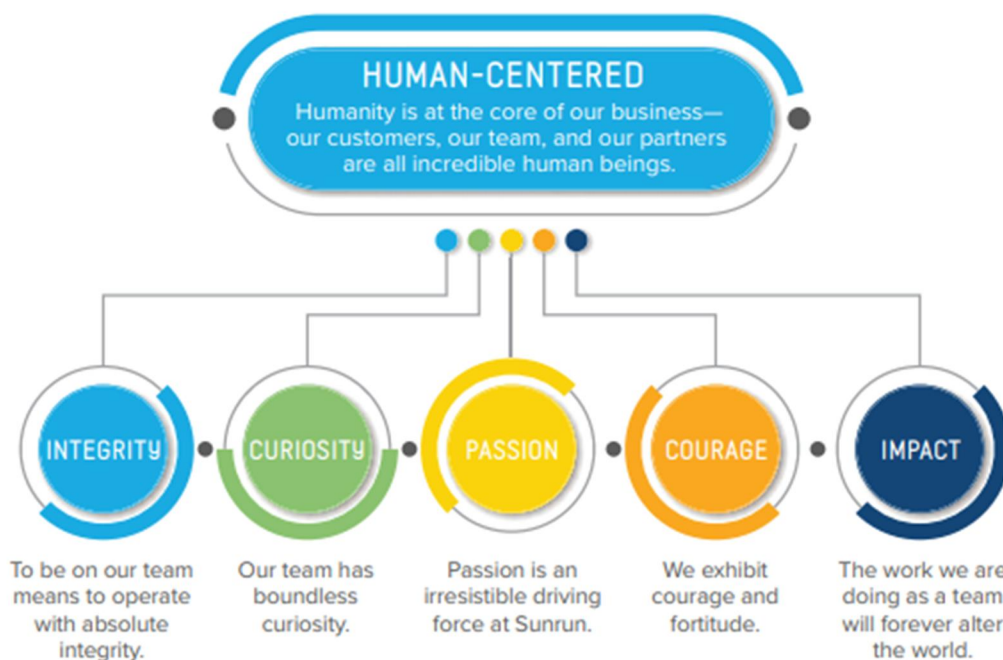 HUMAN-CENTERED
Humanity is at the core of our business—
our customers, our team, and our partners
are all incredible human beings.
INTEGRITY
CURIOSITY
PASSION
COURAGE
IMPACT
To be on our team
means to operate
with absolute
integrity.
Our team has
boundless
curiosity.
Passion is an
irresistible driving
force at Sunrun.
We exhibit
courage and
fortitude.
The work we are
doing as a team
will forever alter
the world.